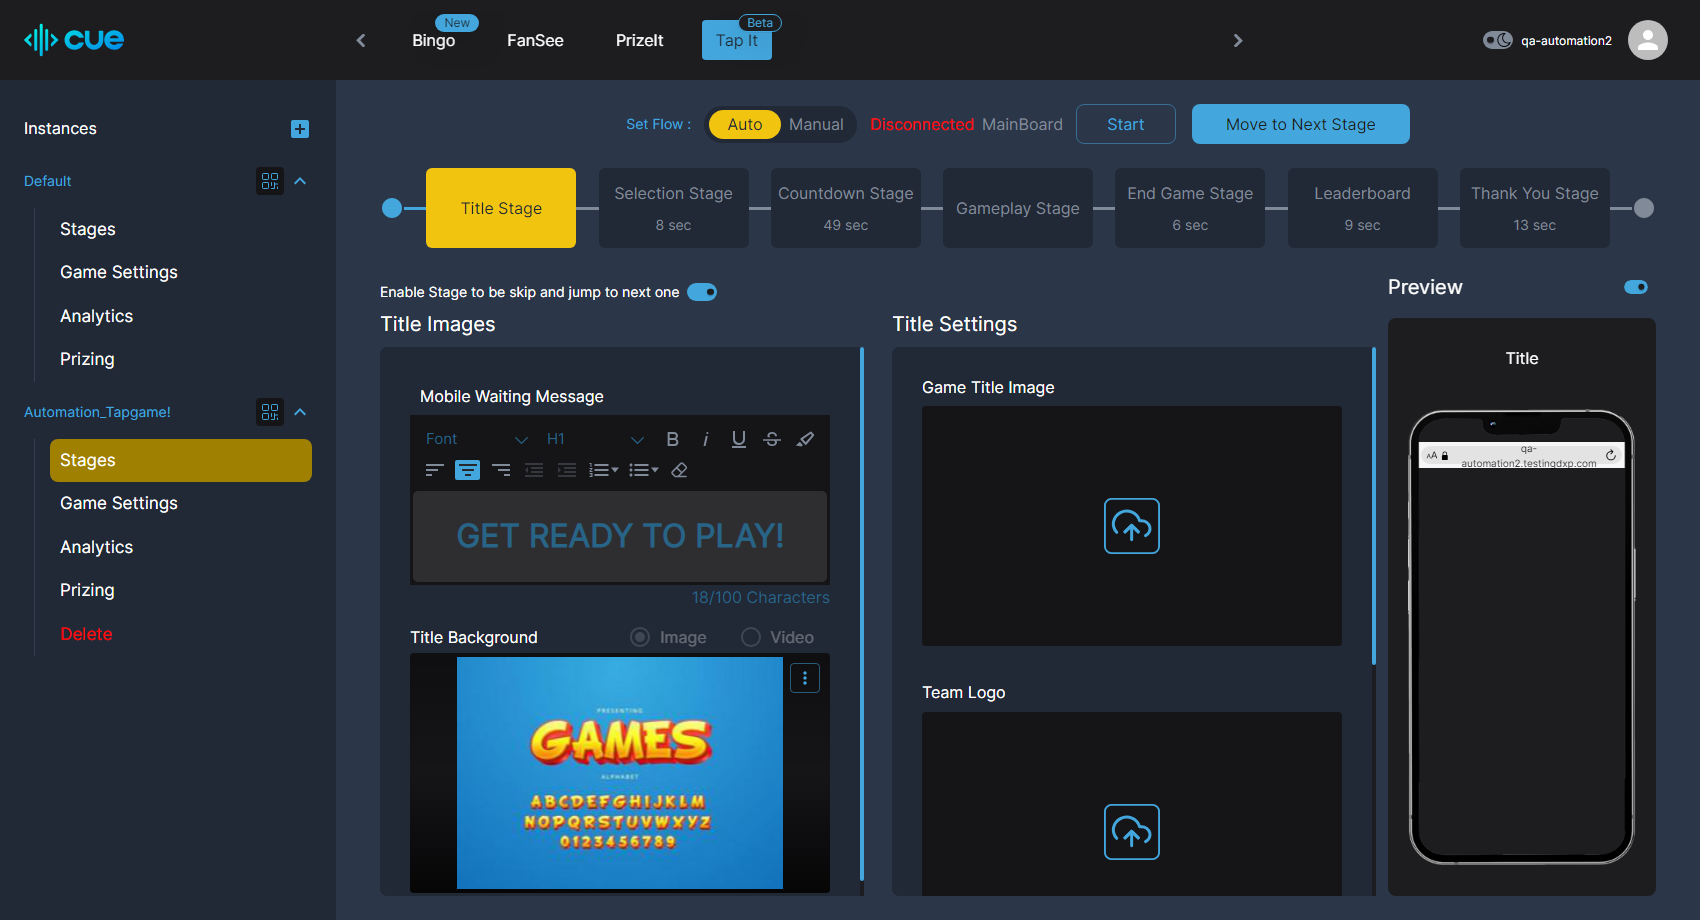 cue
New
Bingo
FanSee
PrizeIt
Beta
Tap It
qa-automation2
Instances
Default
Stages
Game Settings
Analytics
Prizing
Automation_Tapgame!
Stages
Game Settings
Analytics
Prizing
Delete
Set Flow :
Auto
Manual
Disconnected MainBoard
Start
Move to Next Stage
Title Stage
Selection Stage
8 sec
Countdown Stage
49 sec
Gameplay Stage
End Game Stage
6 sec
Leaderboard
9 sec
Thank You Stage
13 sec
Enable Stage to be skip and jump to next one
Title Images
Mobile Waiting Message
Font
H1
B
i
U
S
GET READY TO PLAY!
18/100 Characters
Title Background
Image
Video
PRESENTING
GAMES
ALPHABET
ABCDEFGHIJKLM
NOPQRSTUVWXYZ
0123456789
Title Settings
Game Title Image
Team Logo
Preview
Title
AA
qa-
automation2.testingdxp.com